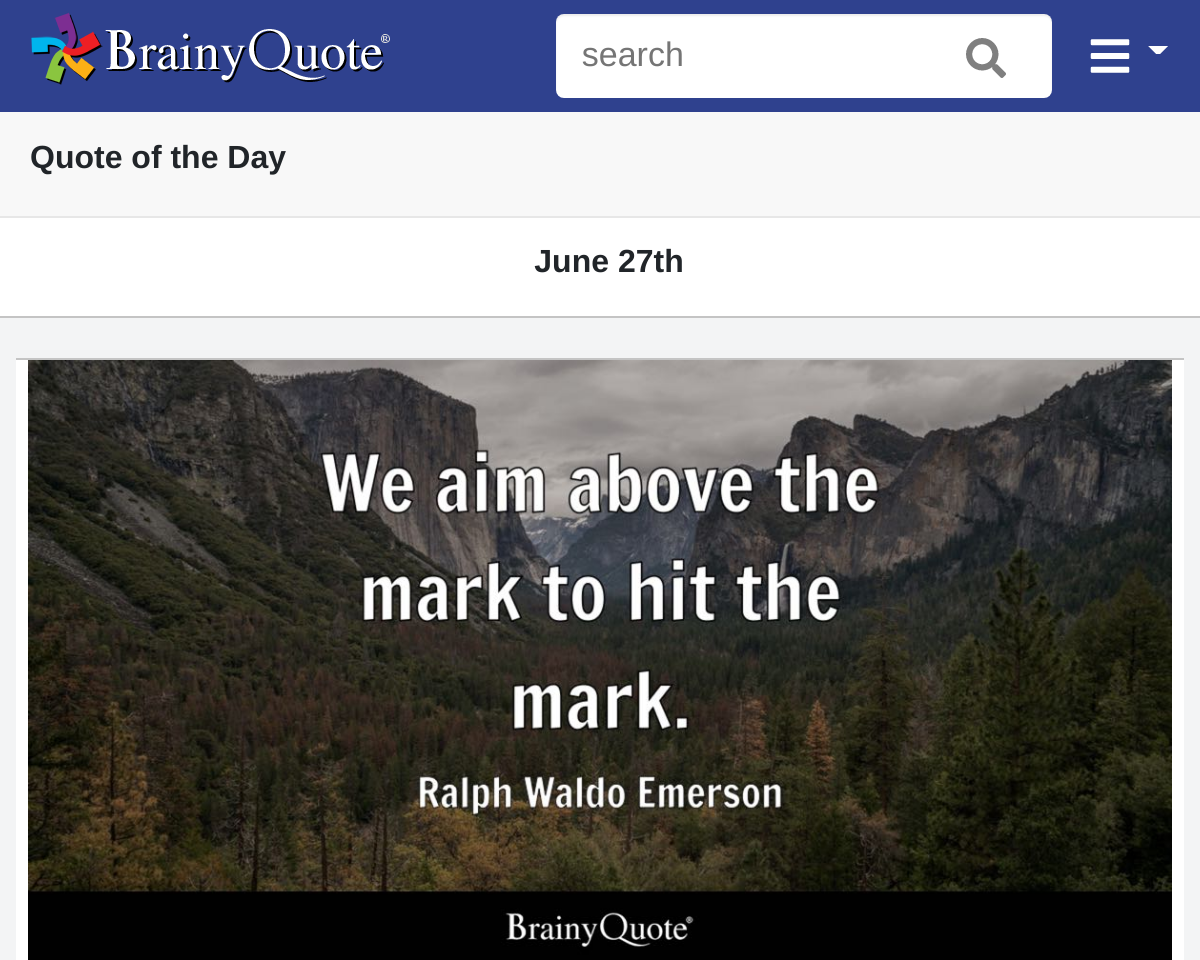 BrainyQuote®
search
Quote of the Day
June 27th
We aim above the
mark to hit the
mark.
Ralph Waldo Emerson
BrainyQuote®